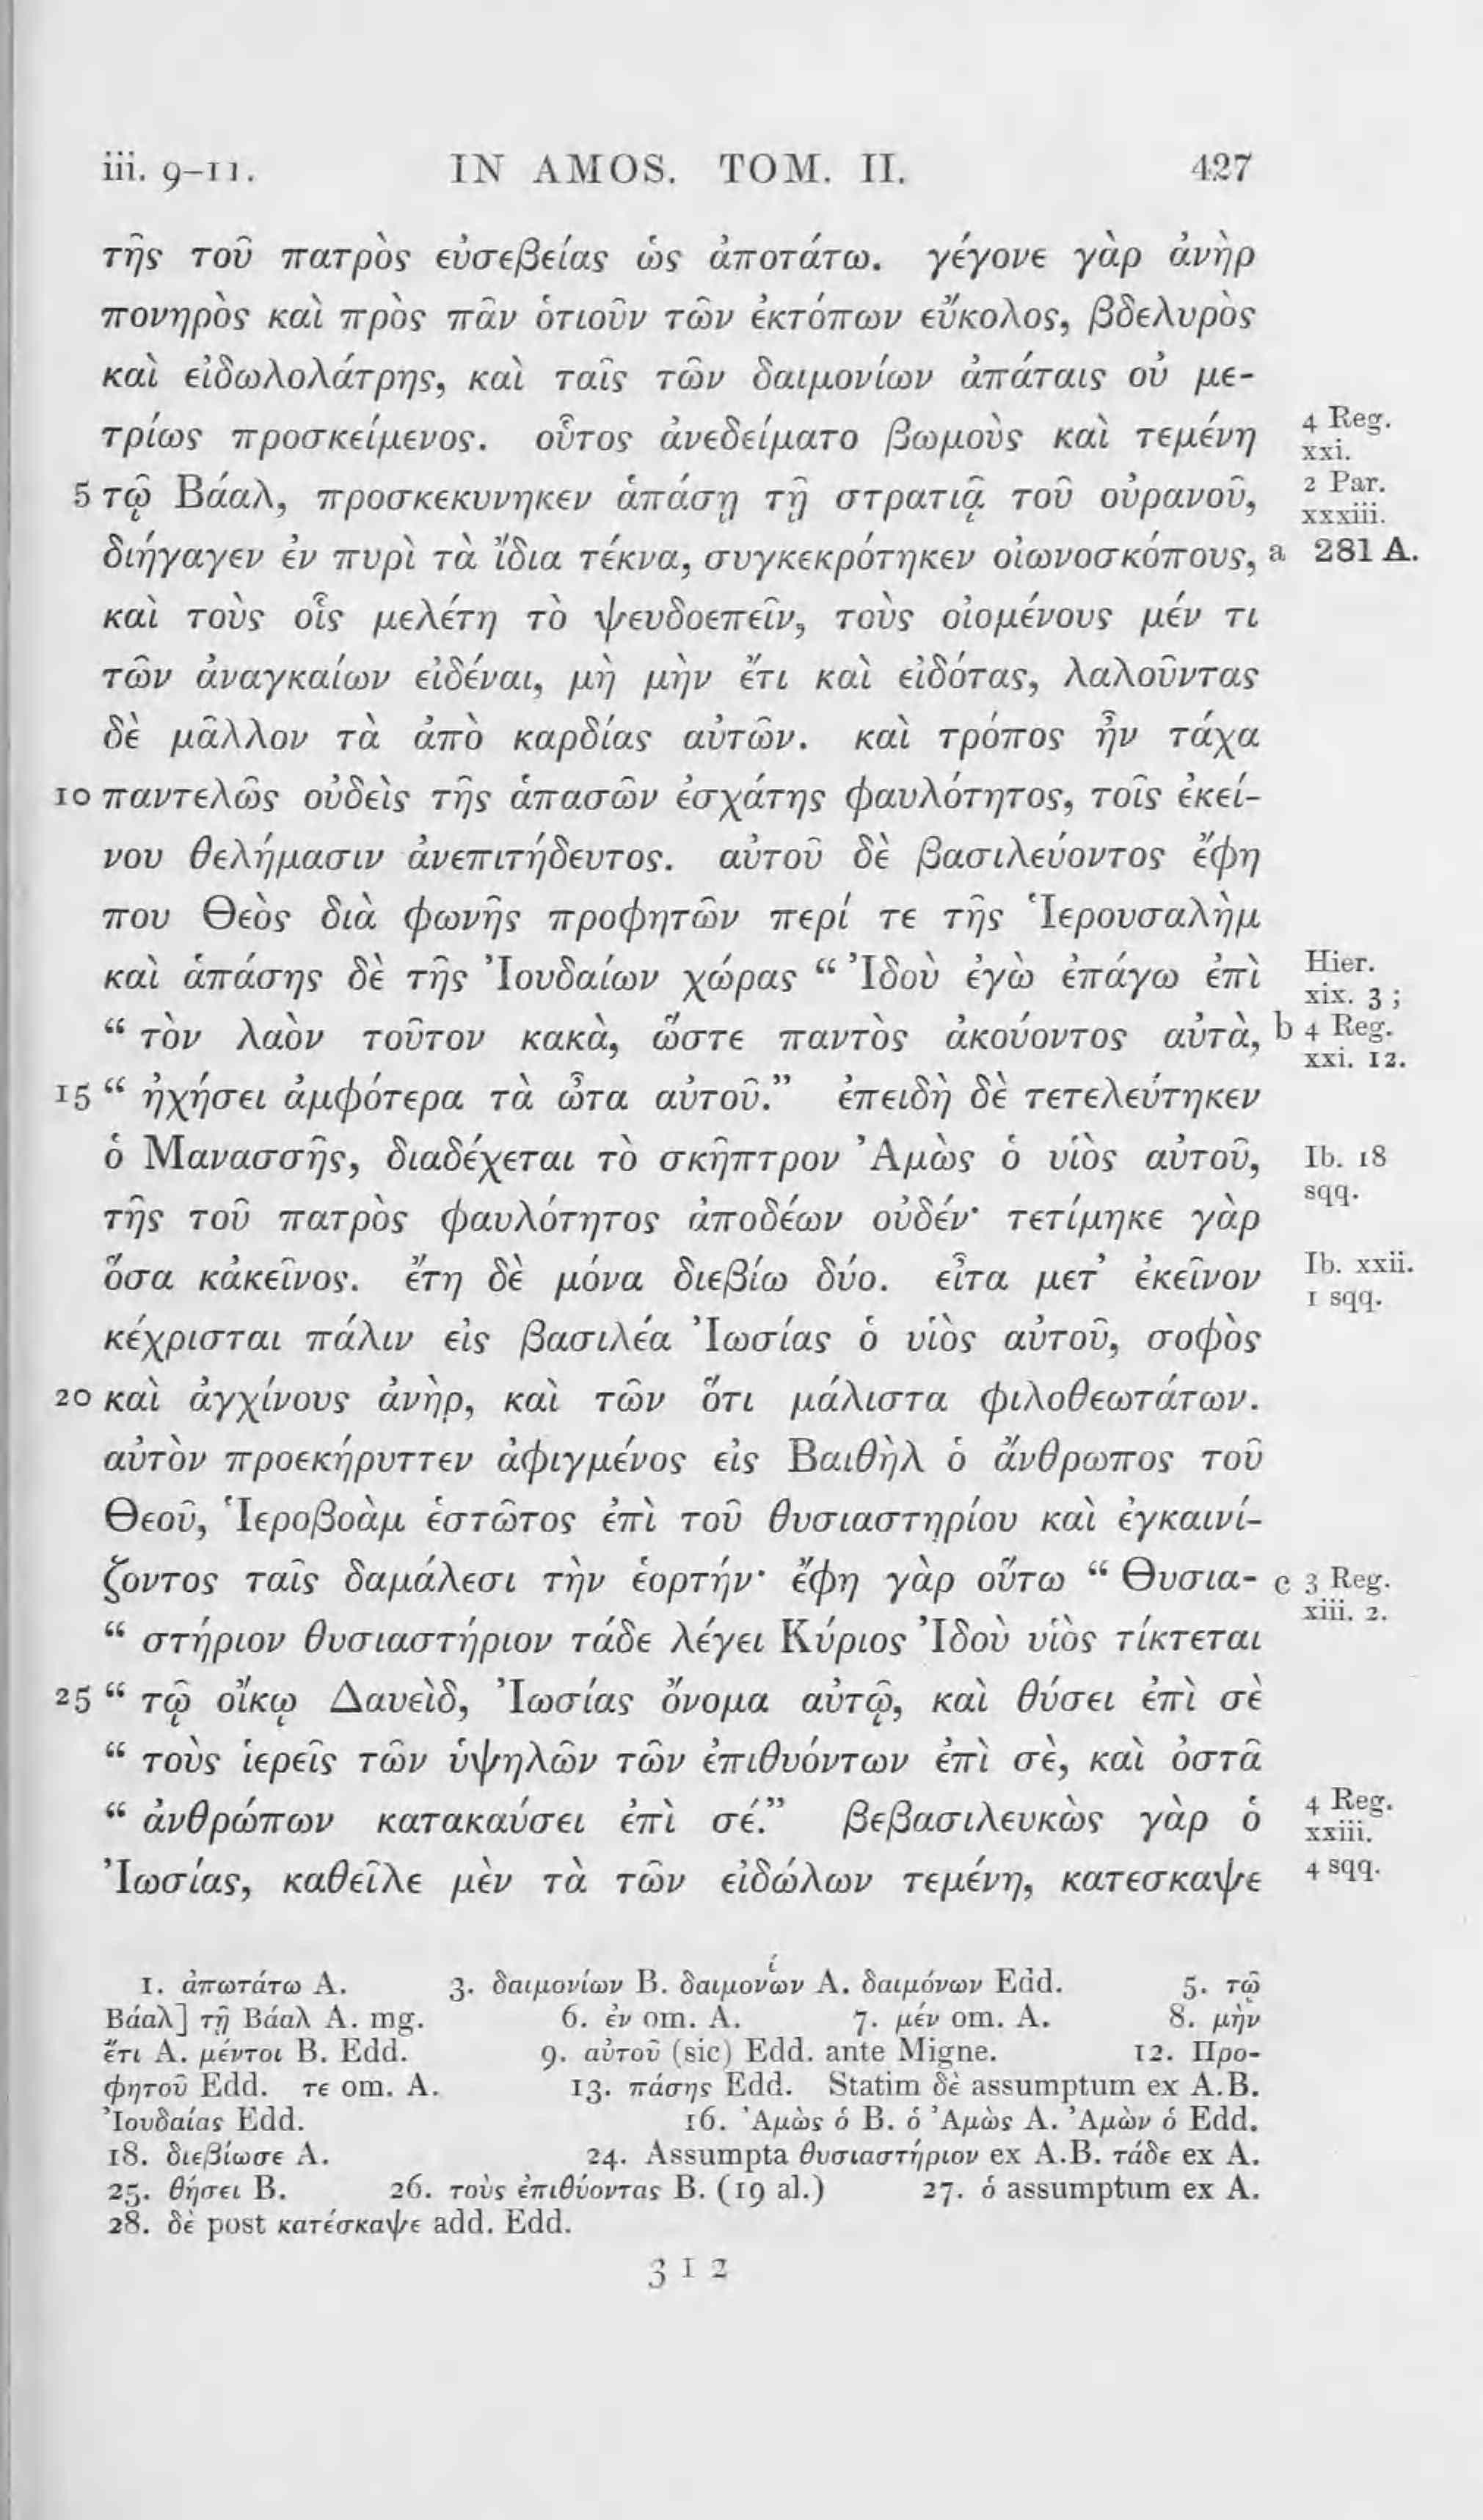 iii. 9–11. IN AMOS. TOM. II. 427
τῆς τοῦ πατρὸς εὐσεβείας ὡς ἀποτάτω. γέγονε γὰρ ἀνὴρ
πονηρὸς καὶ πρὸς πᾶν ὁτιοῦν τῶν ἐκτόπων εὔκολος, βδελυρὸς
καὶ εἰδωλολάτρης, καὶ ταῖς τῶν δαιμονίων ἀπάταις οὐ με-
τρίως προσκείμενος. οὗτος ἀνεδείματο βωμοὺς καὶ τεμένη 4 Reg. xxi.
5 τῷ Βάαλ, προσκεκυνηκεν ἁπάσῃ τῇ στρατιᾷ τοῦ οὐρανοῦ, 2 Par. xxxiii.
διήγαγεν ἐν πυρὶ τὰ ἴδια τέκνα, συγκεκρότηκεν οἰωνοσκόπους, a 281 A.
καὶ τοὺς οἷς μελέτη τὸ ψευδοεπεῖν, τοὺς οἰομένους μέν τι
τῶν ἀναγκαίων εἰδέναι, μὴ μὴν ἔτι καὶ εἰδότας, λαλοῦντας
δὲ μᾶλλον τὰ ἀπὸ καρδίας αὐτῶν. καὶ τρόπος ἦν τάχα
10 παντελῶς οὐδεὶς τῆς ἁπασῶν ἐσχάτης φαυλότητος, τοῖς ἐκεί-
νου θελήμασιν ἀνεπιτήδευτος. αὐτοῦ δὲ βασιλεύοντος ἔφη
που Θεὸς διὰ φωνῆς προφητῶν περί τε τῆς Ἱερουσαλὴμ
καὶ ἁπάσης δὲ τῆς Ἰουδαίων χώρας “ Ἰδοὺ ἐγὼ ἐπάγω ἐπὶ Hier. xix. 3 ;
“ τὸν λαὸν τοῦτον κακὰ, ὥστε παντὸς ἀκούοντος αὐτὰ, b 4 Reg. xxi. 12.
15 “ ἠχήσει ἀμφότερα τὰ ὦτα αὐτοῦ.” ἐπειδὴ δὲ τετελεύτηκεν
ὁ Μανασσῆς, διαδέχεται τὸ σκῆπτρον Ἀμὼς ὁ υἱὸς αὐτοῦ, Ib. 18 sqq.
τῆς τοῦ πατρὸς φαυλότητος ἀποδέων οὐδέν· τετίμηκε γὰρ
ὅσα κἀκεῖνος. ἔτη δὲ μόνα διεβίω δύο. εἶτα μετ’ ἐκεῖνον Ib. xxii. 1 sqq.
κέχρισται πάλιν εἰς βασιλέα Ἰωσίας ὁ υἱὸς αὐτοῦ, σοφὸς
20 καὶ ἀγχίνους ἀνὴρ, καὶ τῶν ὅτι μάλιστα φιλοθεωτάτων.
αὐτὸν προεκήρυττεν ἀφιγμένος εἰς Βαιθὴλ ὁ ἄνθρωπος τοῦ
Θεοῦ, Ἱεροβοὰμ ἑστῶτος ἐπὶ τοῦ θυσιαστηρίου καὶ ἐγκαινί-
ζοντος ταῖς δαμάλεσι τὴν ἑορτήν· ἔφη γὰρ οὕτω “ Θυσια- c 3 Reg. xiii. 2.
“ στήριον θυσιαστήριον τάδε λέγει Κύριος Ἰδοὺ υἱὸς τίκτεται
25 “ τῷ οἴκῳ Δαυεὶδ, Ἰωσίας ὄνομα αὐτῷ, καὶ θύσει ἐπὶ σὲ
“ τοὺς ἱερεῖς τῶν ὑψηλῶν τῶν ἐπιθυόντων ἐπὶ σὲ, καὶ ὀστᾶ
“ ἀνθρώπων κατακαύσει ἐπὶ σέ.” βεβασιλευκὼς γὰρ ὁ 4 Reg. xxiii.
Ἰωσίας, καθεῖλε μὲν τὰ τῶν εἰδώλων τεμένη, κατεσκαψε 4 sqq.
1. ἀπωτάτω A. 3. δαιμονίων B. δαιμονίων A. δαιμόνων Edd. 5. τῷ
Βάαλ] τῇ Βάαλ A. mg. 6. ἐν om. A. 7. μέν om. A. 8. μὴν
ἔτι A. μέντοι B. Edd. 9. αὐτοῦ (sic) Edd. ante Migne. 12. Προ-
φητοῦ Edd. τε om. A. 13. πάσης Edd. Statim δὲ assumptum ex A.B.
Ἰουδαίας Edd. 16. Ἀμὼς ὁ B. ὁ Ἀμὼς A. Ἀμὼν ὁ Edd.
18. διεβίωσε A. 24. Assumpta θυσιαστήριον ex A.B. τάδε ex A.
25. θήσει B. 26. τοὺς ἐπιθύοντας B. (19 al.) 27. ὁ assumptum ex A.
28. δὲ post κατέσκαψε add. Edd.
3 I 2